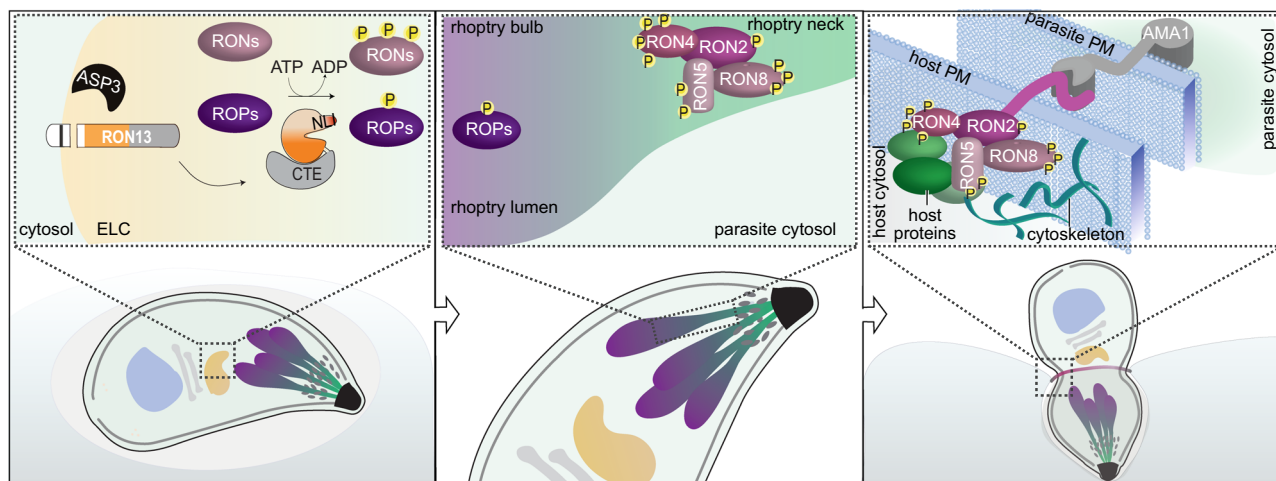 RONs
P P P
RONs
ASP3
ATP ADP
RON13
ROPs
NLI
P
ROPs
CTE
cytosol ELC
rhoptry bulb
rhoptry neck
P P
P
P
P
RON4
RON2
P
RON5
RON8
P
P
P
P
P
P
ROPs
rhoptry lumen
parasite cytosol
parasite PM
AMA1
host PM
P
P
P
RON4
RON2
P
RON5
RON8
P
P
P
P
P
host cytosol
host
proteins
cytoskeleton
parasite cytosol